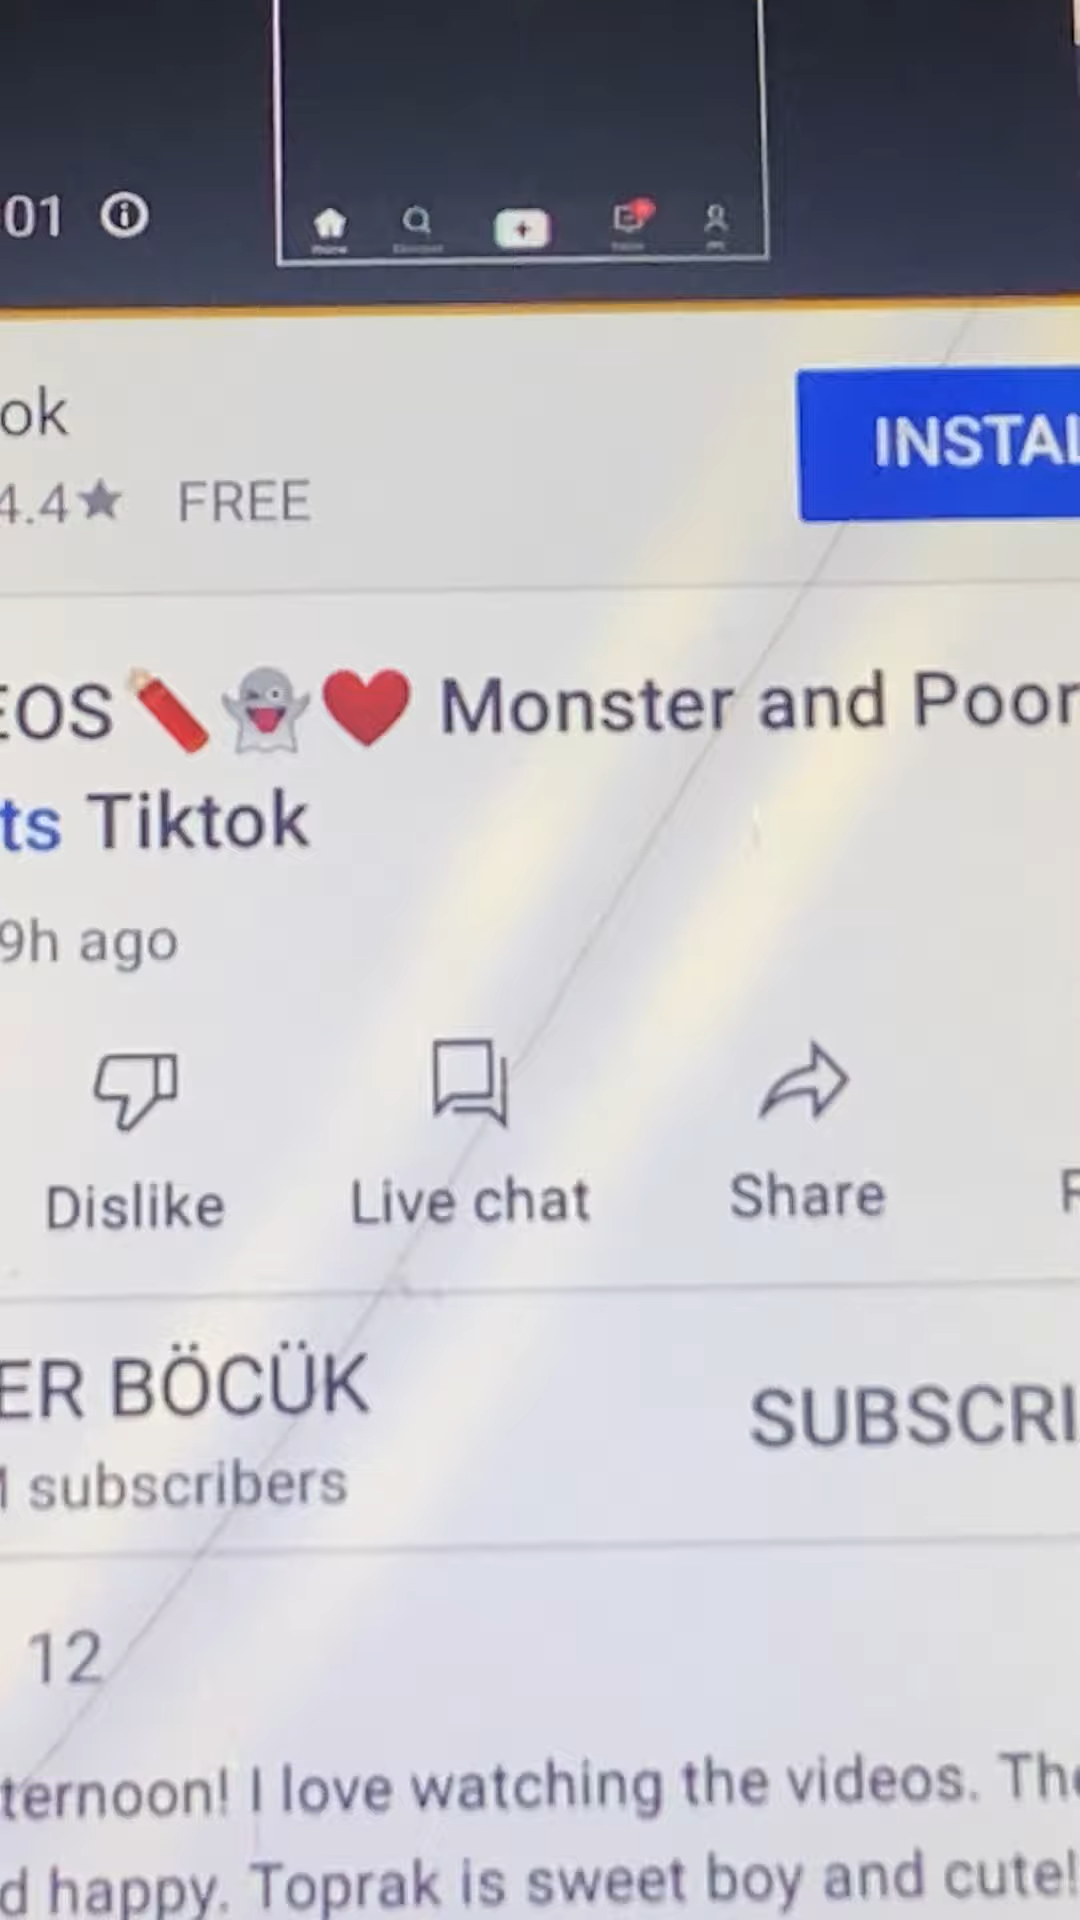 01
ok
4.4★ FREE
INSTAL
EOS🧨👻❤️ Monster and Poor
ts Tiktok
9h ago
Dislike
Live chat
Share
ER BÖCÜK
SUBSCRI
subscribers
12
ternoon! I love watching the videos. The
d happy. Toprak is sweet boy and cute!